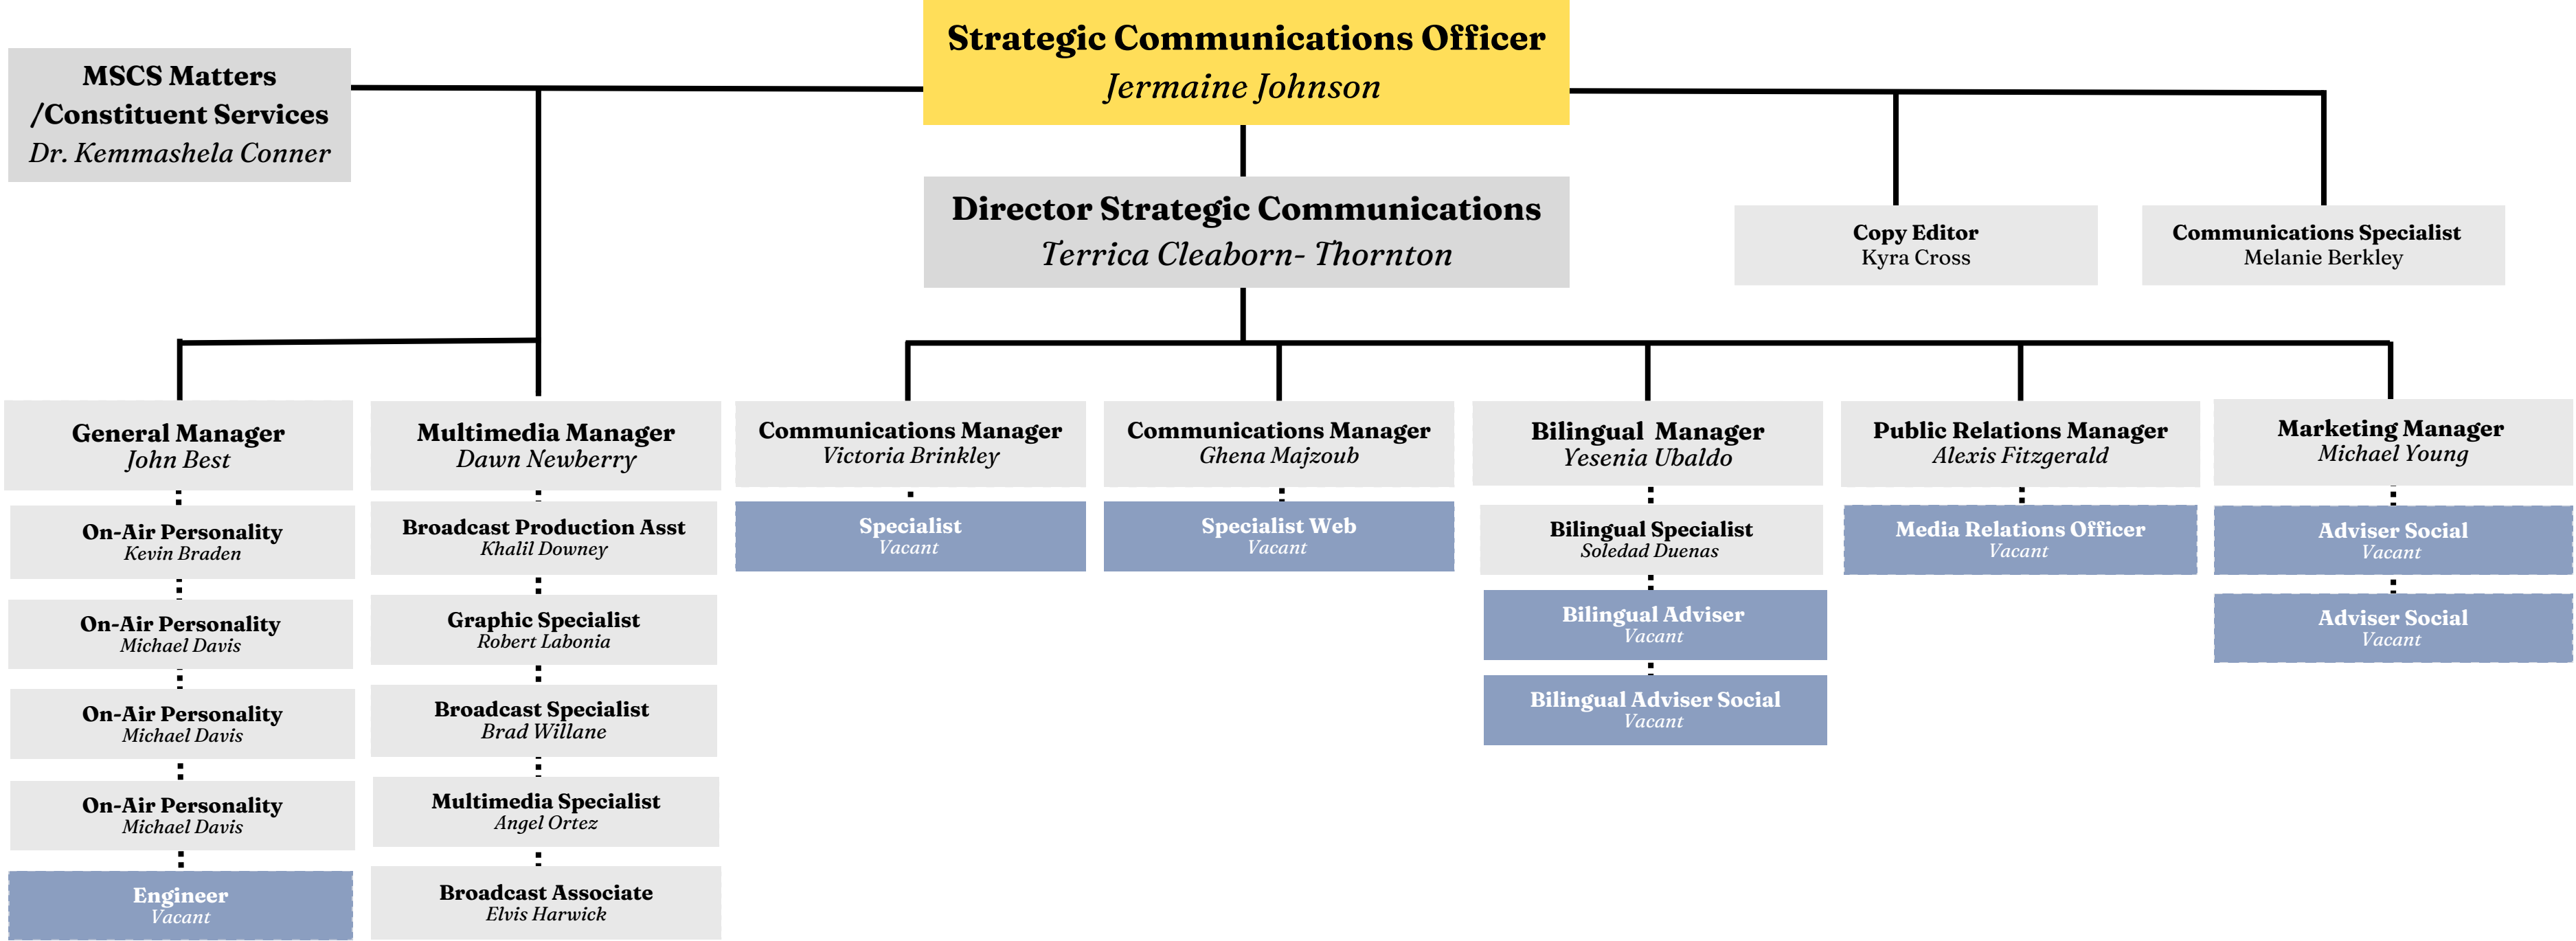 Strategic Communications Officer
Jermaine Johnson
MSCS Matters
/Constituent Services
Dr. Kemmashela Conner
Director Strategic Communications
Terrica Cleaborn- Thornton
Copy Editor
Kyra Cross
Communications Specialist
Melanie Berkley
General Manager
John Best
On-Air Personality
Kevin Braden
On-Air Personality
Michael Davis
On-Air Personality
Michael Davis
On-Air Personality
Michael Davis
Engineer
Vacant
Multimedia Manager
Dawn Newberry
Broadcast Production Asst
Khalil Downey
Graphic Specialist
Robert Labonia
Broadcast Specialist
Brad Willane
Multimedia Specialist
Angel Ortez
Broadcast Associate
Elvis Harwick
Communications Manager
Victoria Brinkley
Specialist
Vacant
Communications Manager
Ghena Majzoub
Specialist Web
Vacant
Bilingual  Manager
Yesenia Ubaldo
Bilingual Specialist
Soledad Duenas
Bilingual Adviser
Vacant
Bilingual Adviser Social
Vacant
Public Relations Manager
Alexis Fitzgerald
Media Relations Officer
Vacant
Marketing Manager
Michael Young
Adviser Social
Vacant
Adviser Social
Vacant